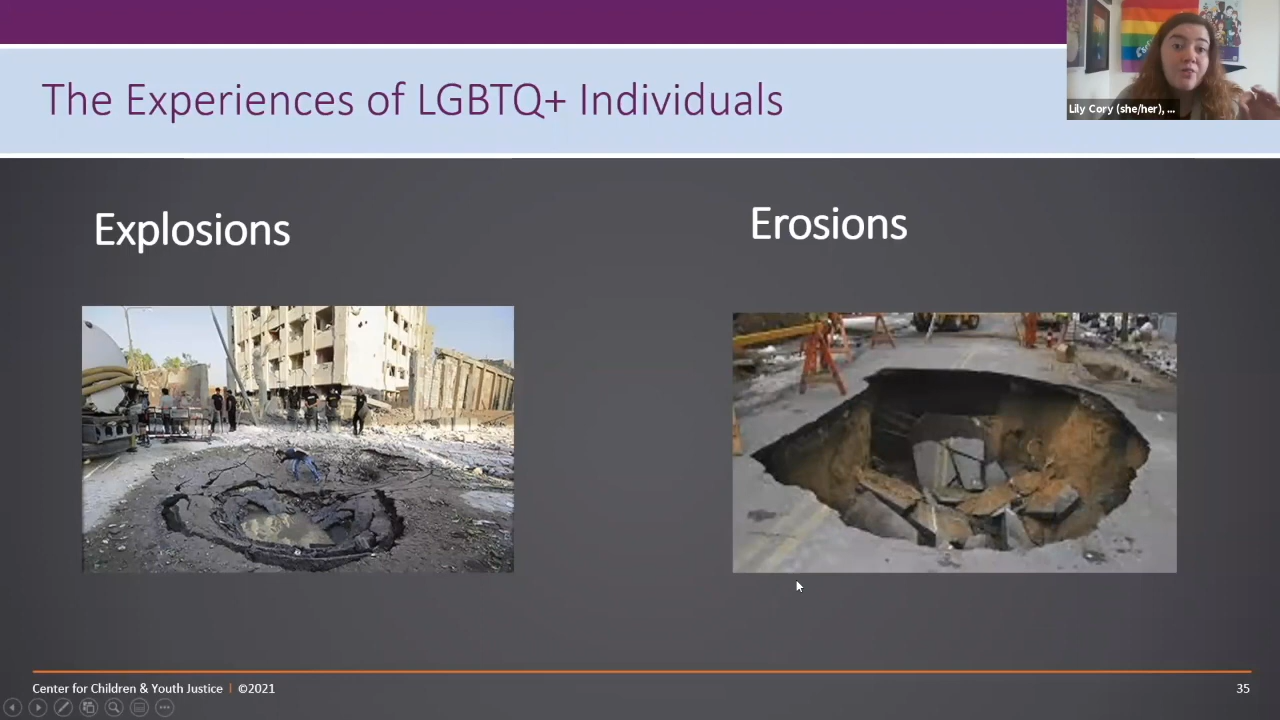 The Experiences of LGBTQ+ Individuals
Lily Cory (she/her), ...
Explosions
Erosions
Center for Children & Youth Justice | ©2021
35